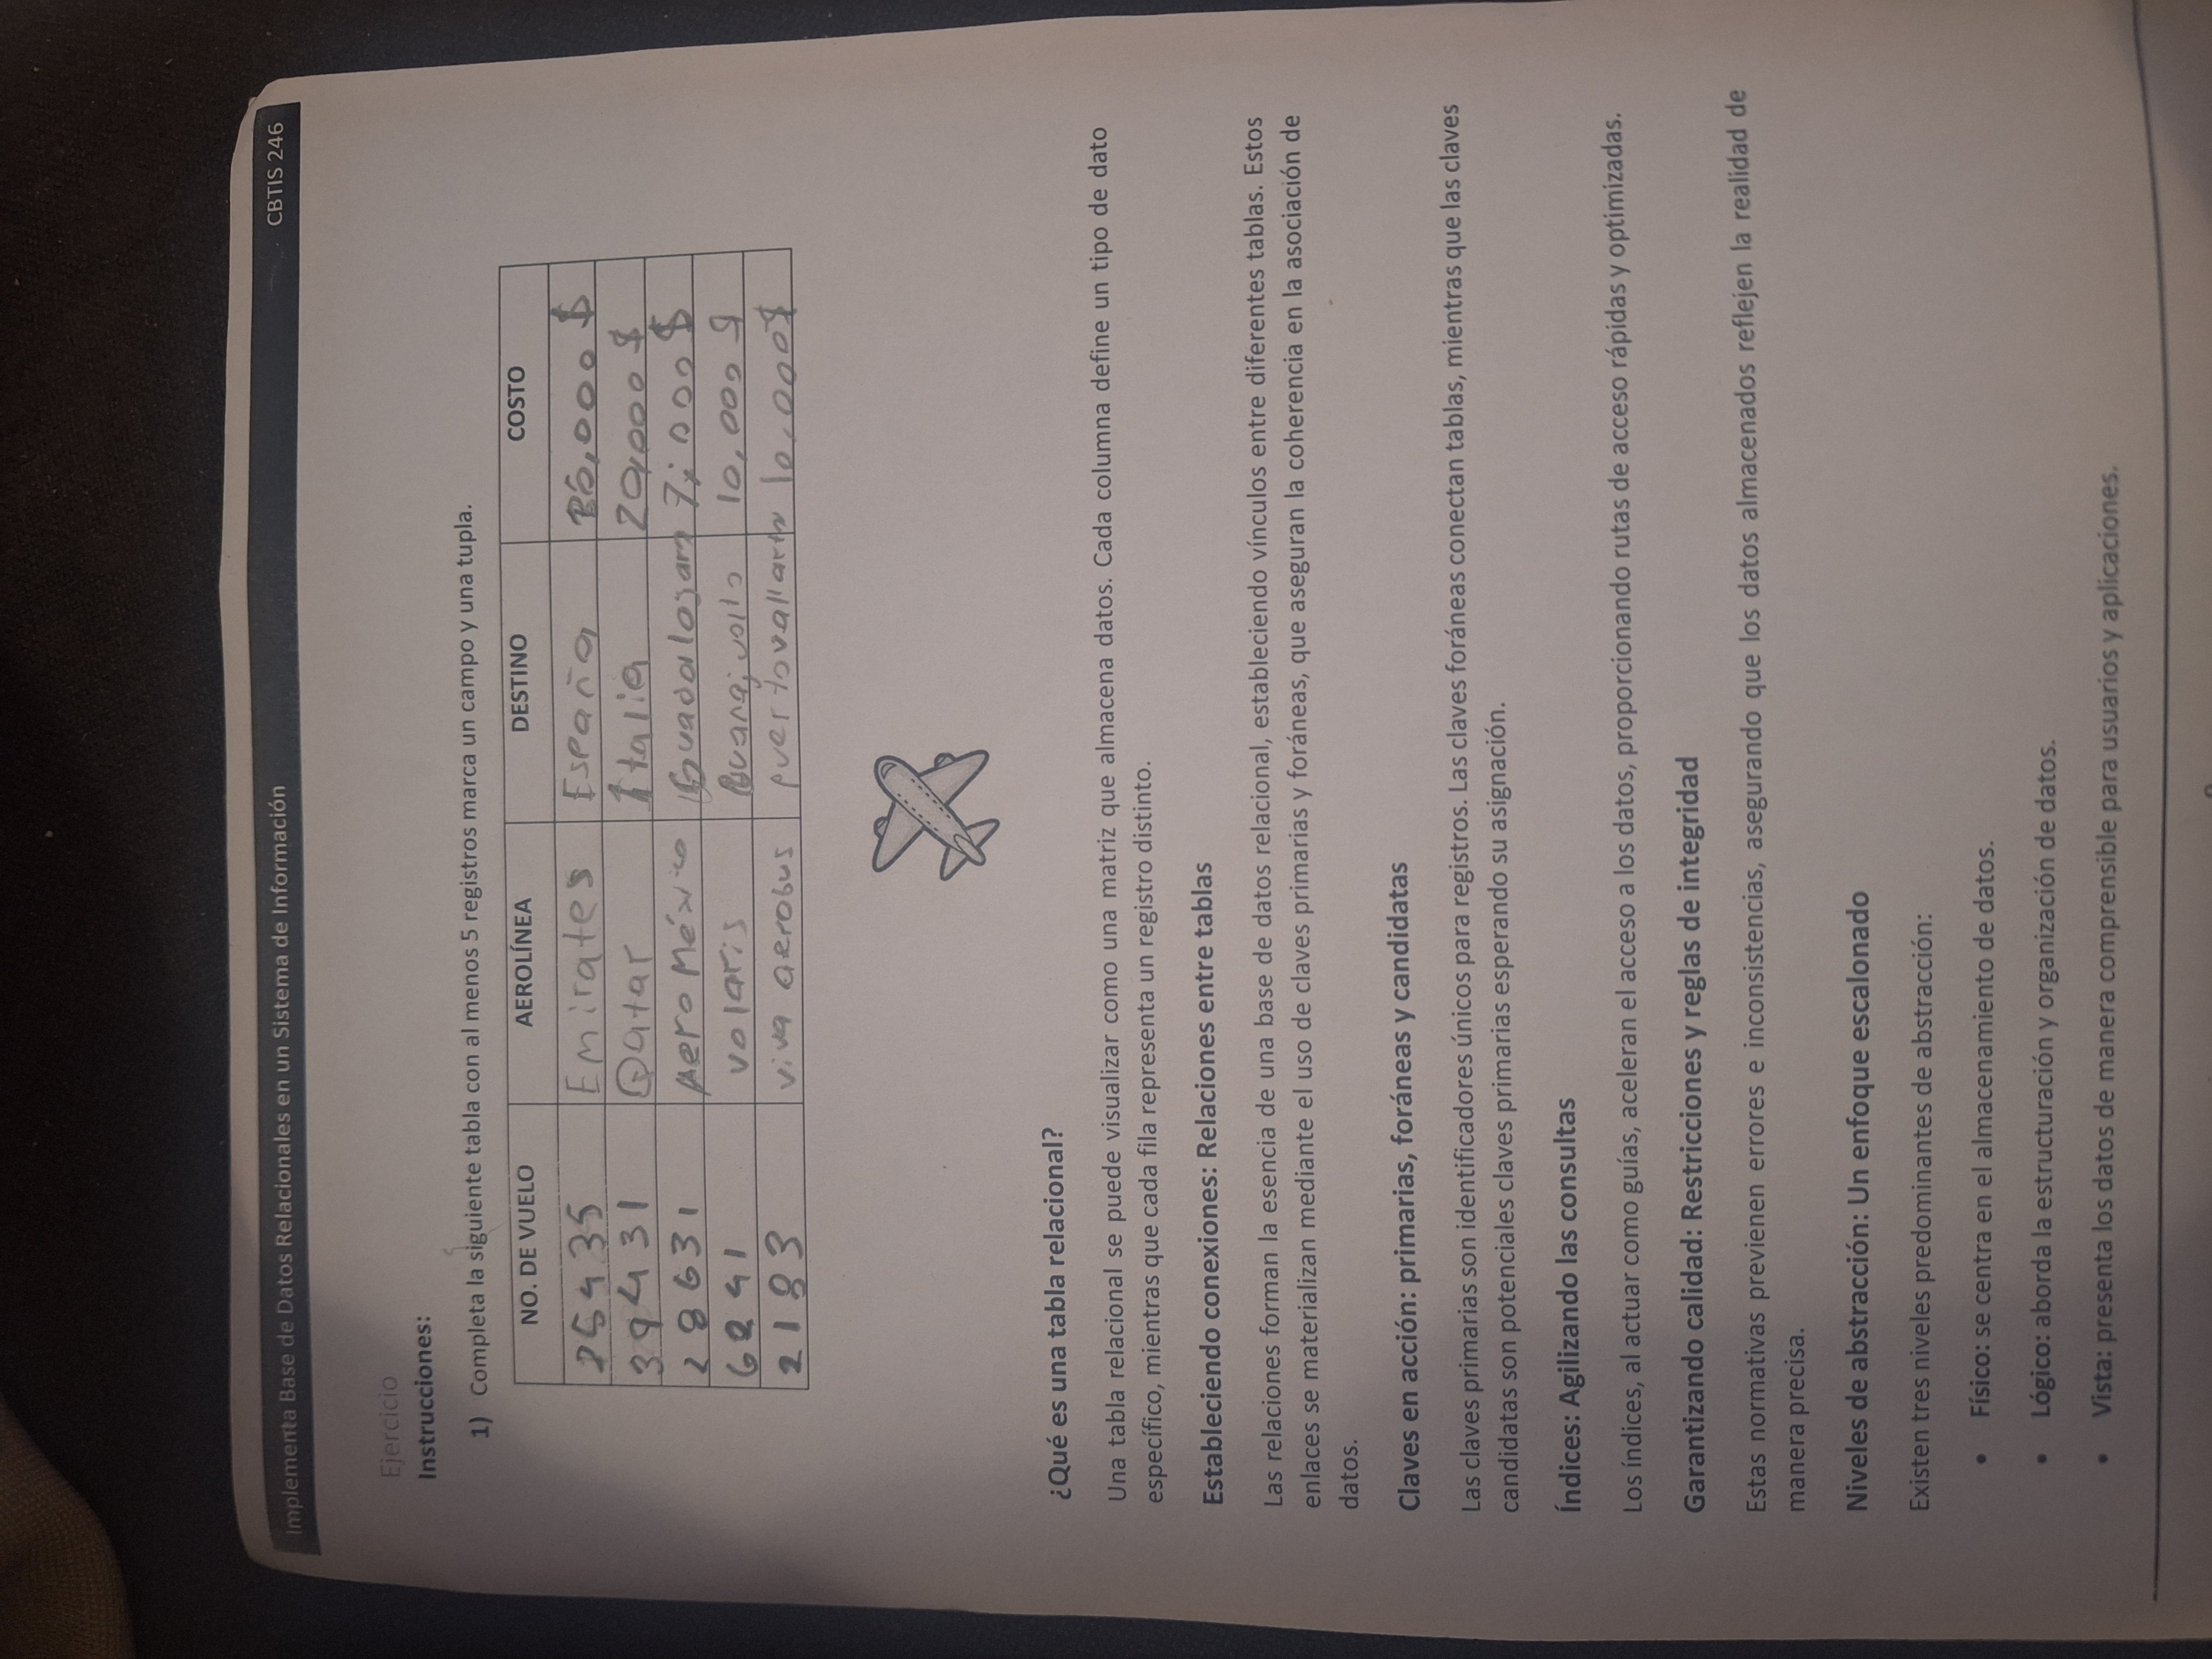 Implementa Base de Datos Relacionales en un Sistema de Información CBTIS 246
Ejercicio
Instrucciones:
1) Completa la siguiente tabla con al menos 5 registros marca un campo y una tupla.
NO. DE VUELO AEROLÍNEA DESTINO COSTO
25435 Emirates España 26,000 $
39431 Qatar Italia 20,000 $
28631 Aero México 7,000 $
6241 volaris Guanajuato 10,000 $
2183 viva aerobus puertovallarta 10,000$
¿Qué es una tabla relacional?
Una tabla relacional se puede visualizar como una matriz que almacena datos. Cada columna define un tipo de dato
específico, mientras que cada fila representa un registro distinto.
Estableciendo conexiones: Relaciones entre tablas
Las relaciones forman la esencia de una base de datos relacional, estableciendo vínculos entre diferentes tablas. Estos
enlaces se materializan mediante el uso de claves primarias y foráneas, que aseguran la coherencia en la asociación de
datos.
Claves en acción: primarias, foráneas y candidatas
Las claves primarias son identificadores únicos para registros. Las claves foráneas conectan tablas, mientras que las claves
candidatas son potenciales claves primarias esperando su asignación.
Índices: Agilizando las consultas
Los índices, al actuar como guías, aceleran el acceso a los datos, proporcionando rutas de acceso rápidas y optimizadas.
Garantizando calidad: Restricciones y reglas de integridad
Estas normativas previenen errores e inconsistencias, asegurando que los datos almacenados reflejen la realidad de
manera precisa.
Niveles de abstracción: Un enfoque escalonado
Existen tres niveles predominantes de abstracción:
• Físico: se centra en el almacenamiento de datos.
• Lógico: aborda la estructuración y organización de datos.
• Vista: presenta los datos de manera comprensible para usuarios y aplicaciones.